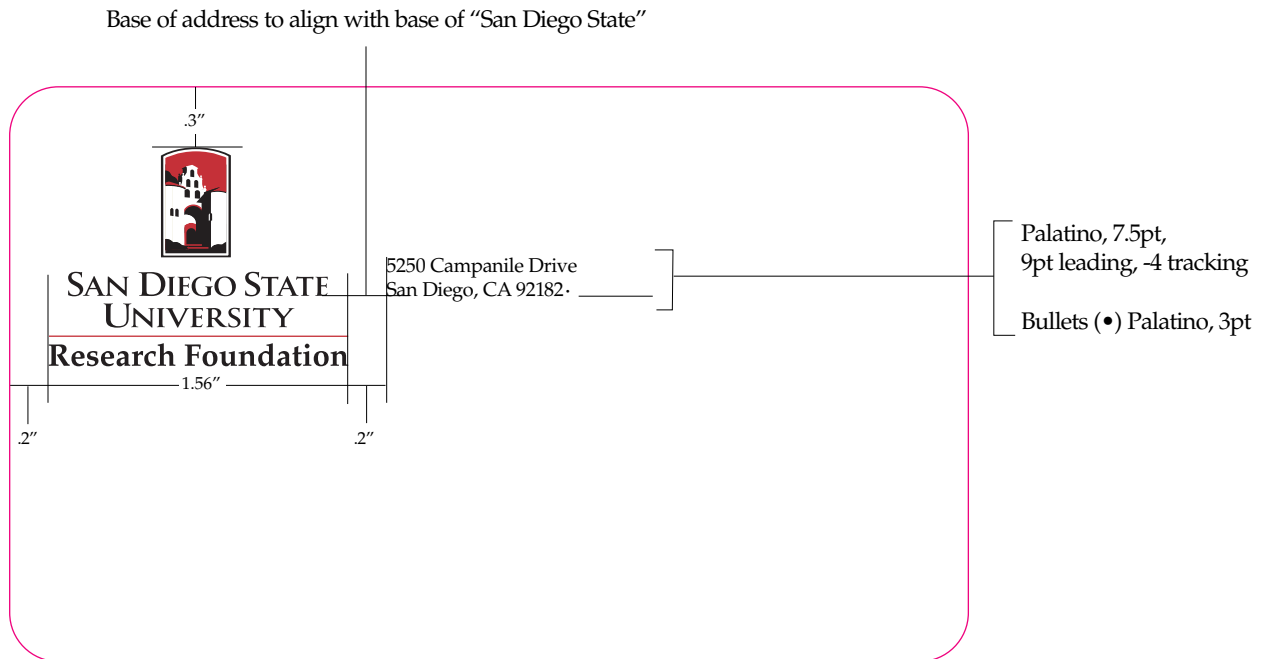 Base of address to align with base of “San Diego State”
.3”
SAN DIEGO STATE
UNIVERSITY
Research Foundation
1.56”
.2”
.2”
5250 Campanile Drive
San Diego, CA 92182·
Palatino, 7.5pt,
9pt leading, -4 tracking
Bullets (•) Palatino, 3pt